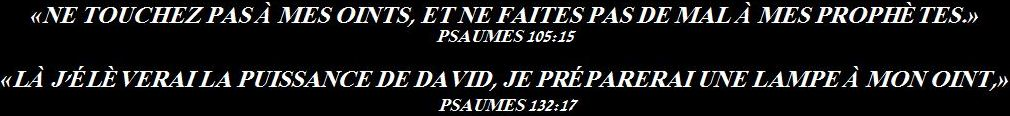 «NE TOUCHEZ PAS À MES OINTS, ET NE FAITES PAS DE MAL À MES PROPHÈTES.»
PSAUMES 105:15
«LÀ J'ÉLÈVERAI LA PUISSANCE DE DAVID, JE PRÉPARERAI UNE LAMPE À MON OINT,»
PSAUMES 132:17